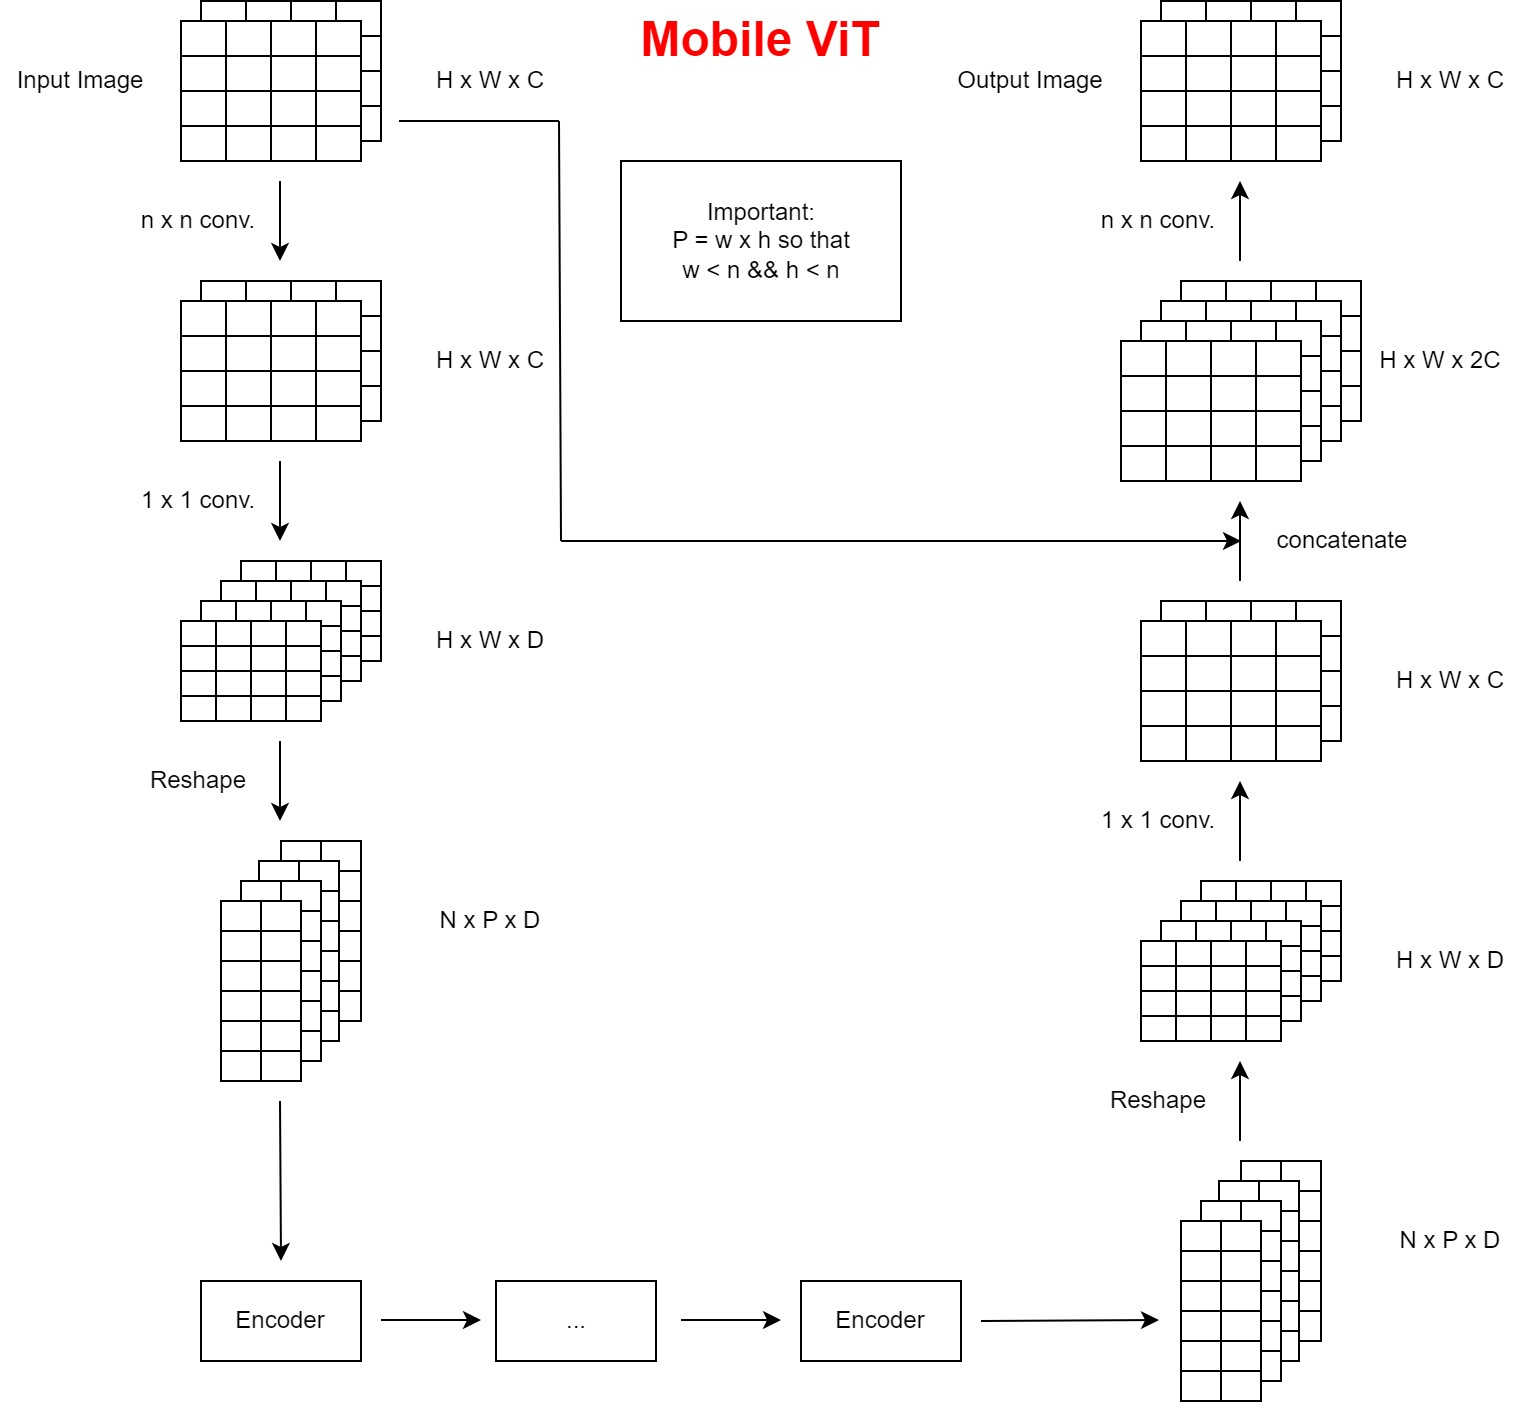 Mobile ViT
Input Image
H x W x C
n x n conv.
H x W x C
1 x 1 conv.
H x W x D
Reshape
N x P x D
Encoder
...
Encoder
N x P x D
Reshape
H x W x D
1 x 1 conv.
H x W x C
concatenate
H x W x 2C
n x n conv.
Output Image
H x W x C
Important:
P = w x h so that
w < n && h < n